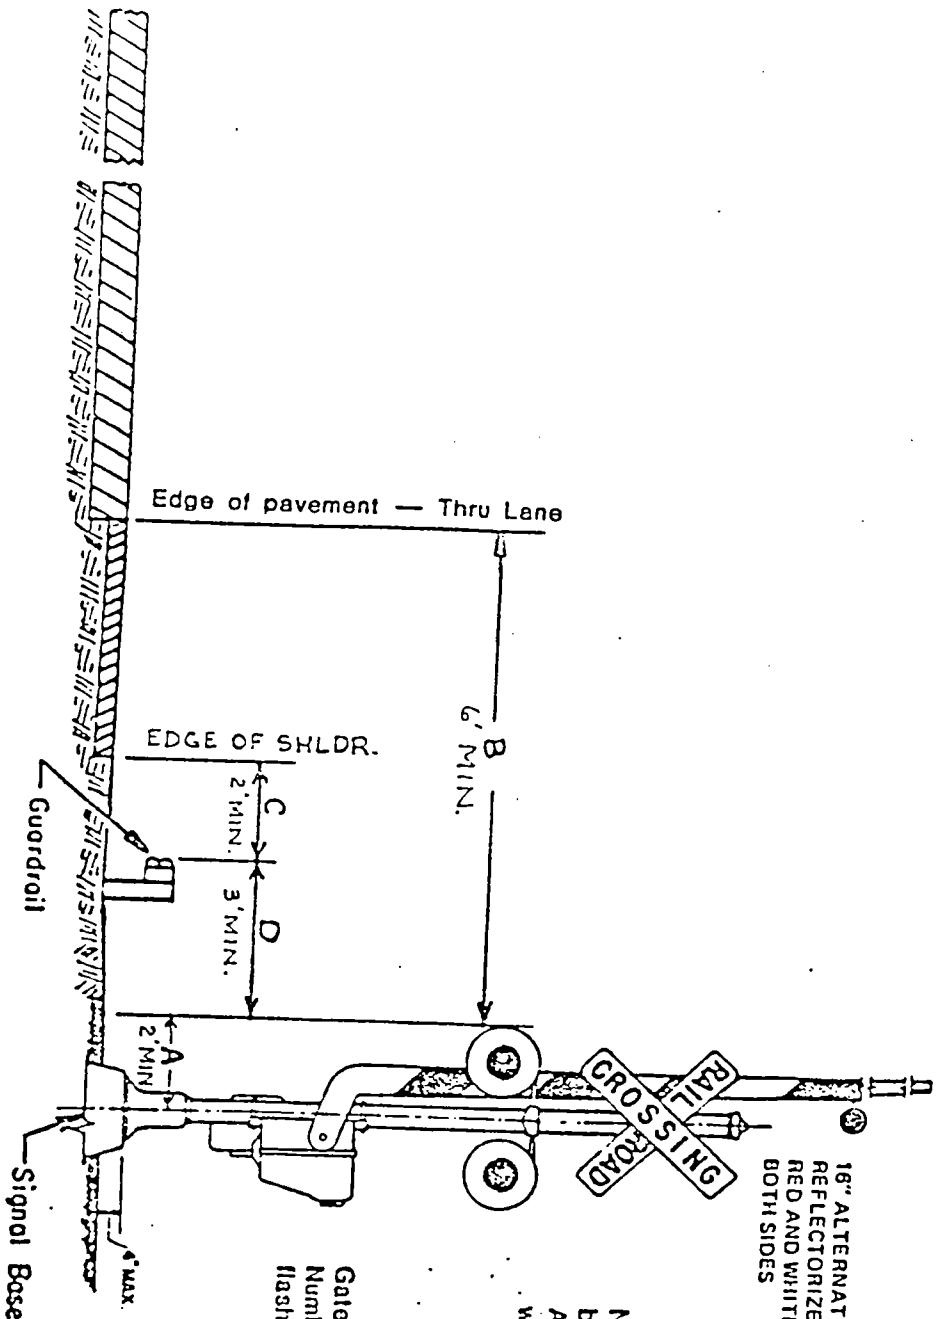 16" ALTERNAT
REFLECTORIZE
RED AND WHIT
BOTH SIDES
RAIL ROAD
CROSSING
Edge of pavement — Thru Lane
B
6' MIN.
EDGE OF SHLDR.
C
2' MIN.
D
3' MIN.
A
2' MIN
Guardrail
Signal Base
4" MAX.
Gate
Numb
flash
N
b
A
w